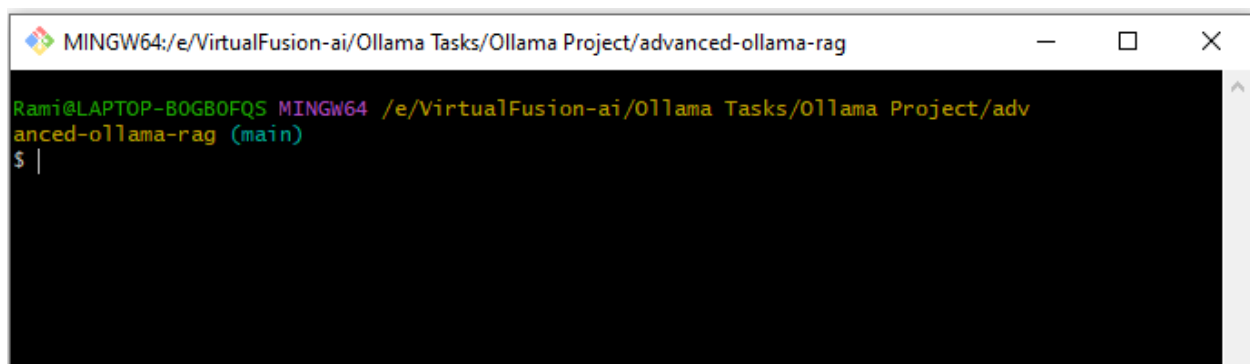 MINGW64:/e/VirtualFusion-ai/Ollama Tasks/Ollama Project/advanced-ollama-rag
Rami@LAPTOP-BOGBOFQS MINGW64 /e/VirtualFusion-ai/Ollama Tasks/Ollama Project/adv
anced-ollama-rag (main)
$